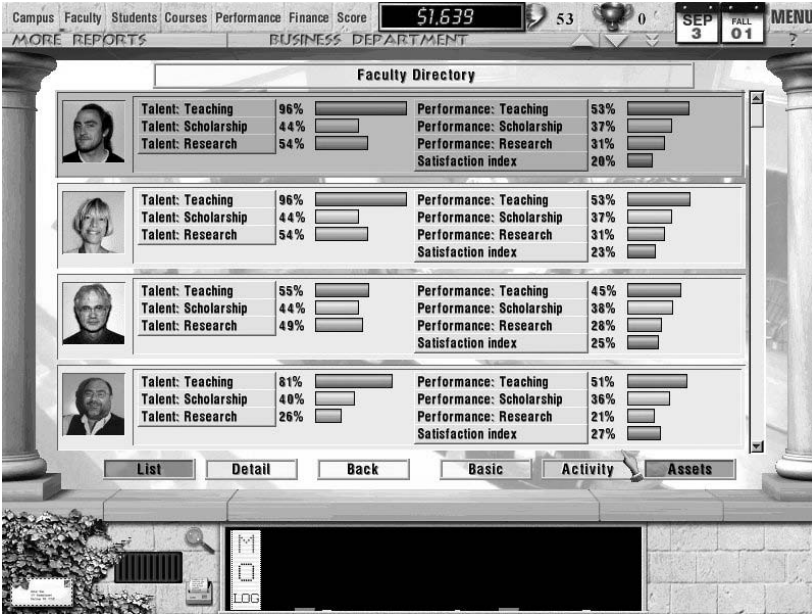 Campus Faculty Students Courses Performance Finance Score $1,639 53 0 SEP 3 FALL 01 MENU
MORE REPORTS BUSINESS DEPARTMENT ?
Faculty Directory
Talent: Teaching 96% Performance: Teaching 53%
Talent: Scholarship 44% Performance: Scholarship 37%
Talent: Research 54% Performance: Research 31%
Satisfaction index 20%
Talent: Teaching 96% Performance: Teaching 53%
Talent: Scholarship 44% Performance: Scholarship 37%
Talent: Research 54% Performance: Research 31%
Satisfaction index 23%
Talent: Teaching 55% Performance: Teaching 45%
Talent: Scholarship 44% Performance: Scholarship 38%
Talent: Research 49% Performance: Research 28%
Satisfaction index 25%
Talent: Teaching 81% Performance: Teaching 51%
Talent: Scholarship 40% Performance: Scholarship 36%
Talent: Research 26% Performance: Research 21%
Satisfaction index 27%
List Detail Back Basic Activity Assets
M
O
LOG